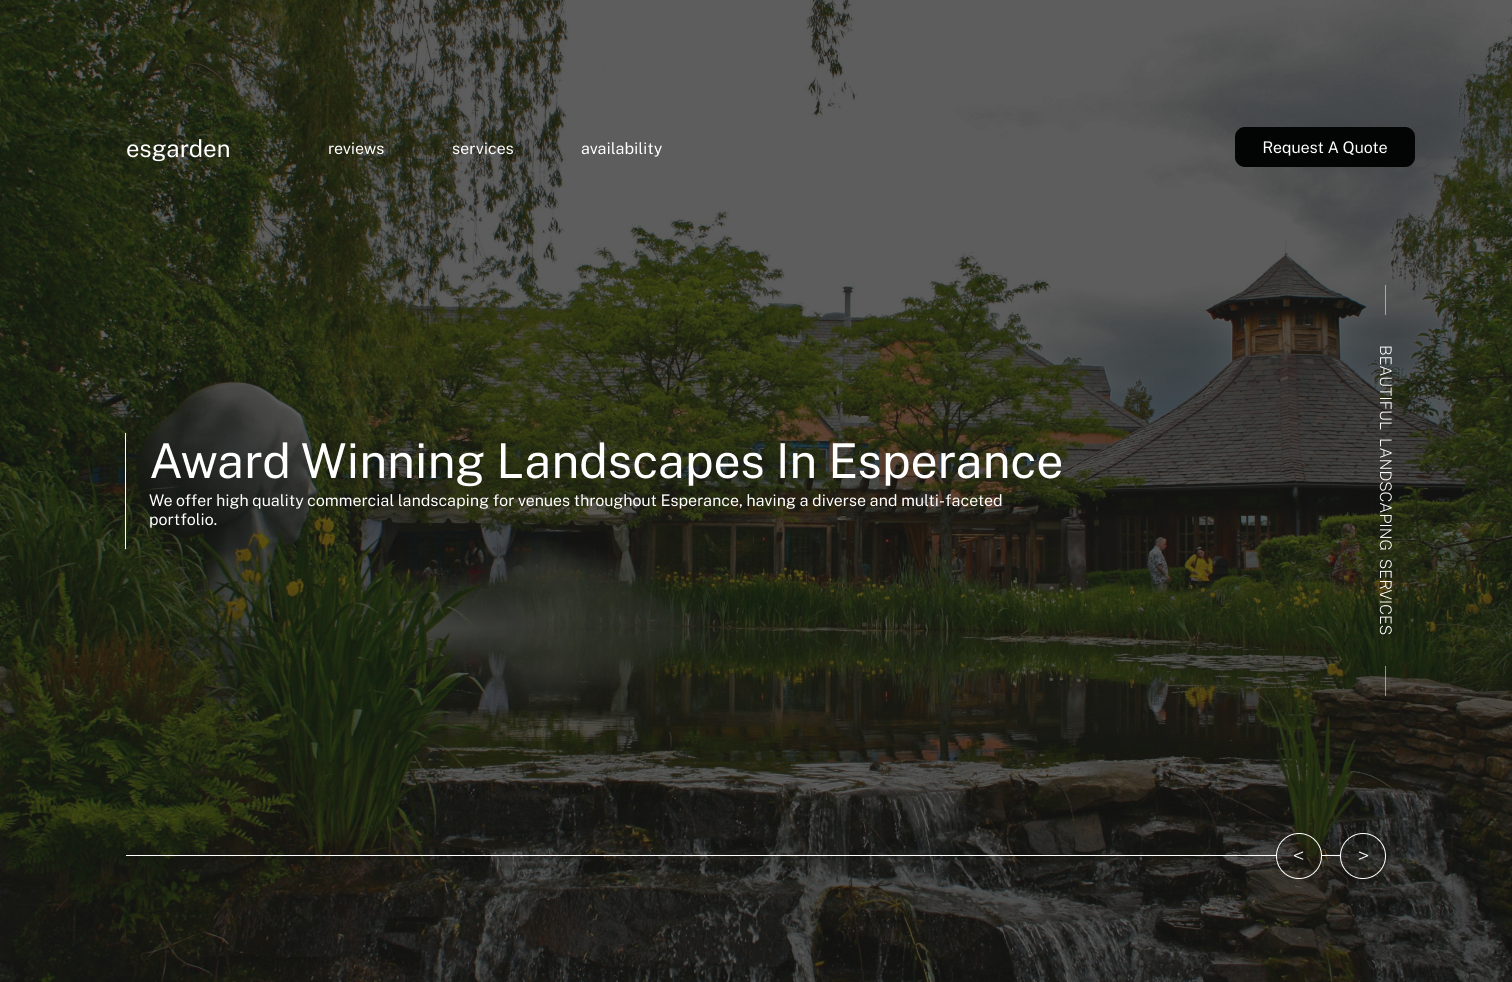 esgarden
reviews
services
availability
Request A Quote
Award Winning Landscapes In Esperance
We offer high quality commercial landscaping for venues throughout Esperance, having a diverse and multi-faceted
portfolio.
BEAUTIFUL LANDSCAPING SERVICES
< >